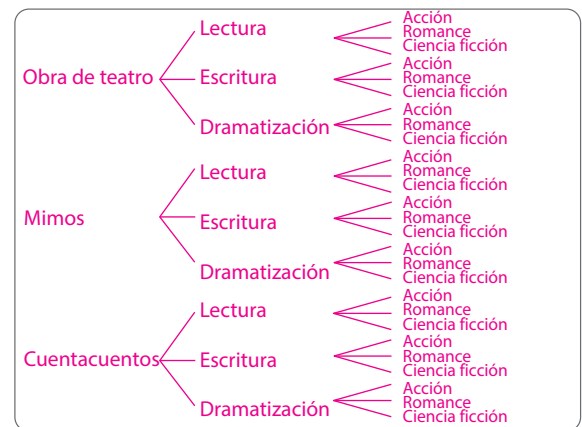 Obra de teatro
Lectura
Acción
Romance
Ciencia ficción
Escritura
Acción
Romance
Ciencia ficción
Dramatización
Acción
Romance
Ciencia ficción
Mimos
Lectura
Acción
Romance
Ciencia ficción
Escritura
Acción
Romance
Ciencia ficción
Dramatización
Acción
Romance
Ciencia ficción
Cuentacuentos
Lectura
Acción
Romance
Ciencia ficción
Escritura
Acción
Romance
Ciencia ficción
Dramatización
Acción
Romance
Ciencia ficción